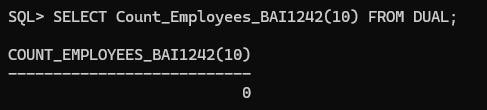 SQL> SELECT Count_Employees_BAI1242(10) FROM DUAL;
COUNT_EMPLOYEES_BAI1242(10)
---------------------------
0